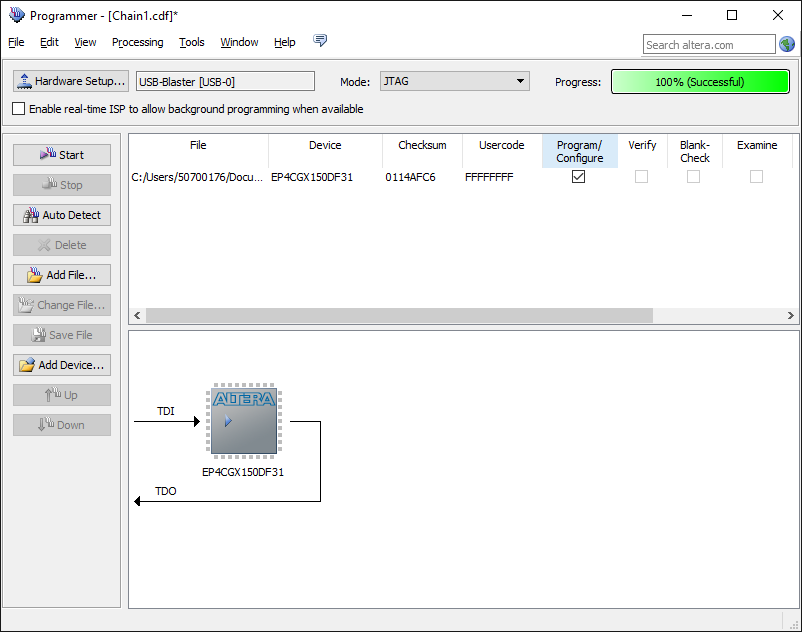 Programmer - [Chain1.cdf]*
File Edit View Processing Tools Window Help
Search altera.com
Hardware Setup... USB-Blaster [USB-0] Mode: JTAG Progress: 100% (Successful)
Enable real-time ISP to allow background programming when available
Start
Stop
Auto Detect
Delete
Add File...
Change File...
Save File
Add Device...
Up
Down
File Device Checksum Usercode Program/ Verify Blank- Examine
Configure Check
C:/Users/50700176/Docu... EP4CGX150DF31 0114AFC6 FFFFFFFF
ALTERA
TDI
EP4CGX150DF31
TDO